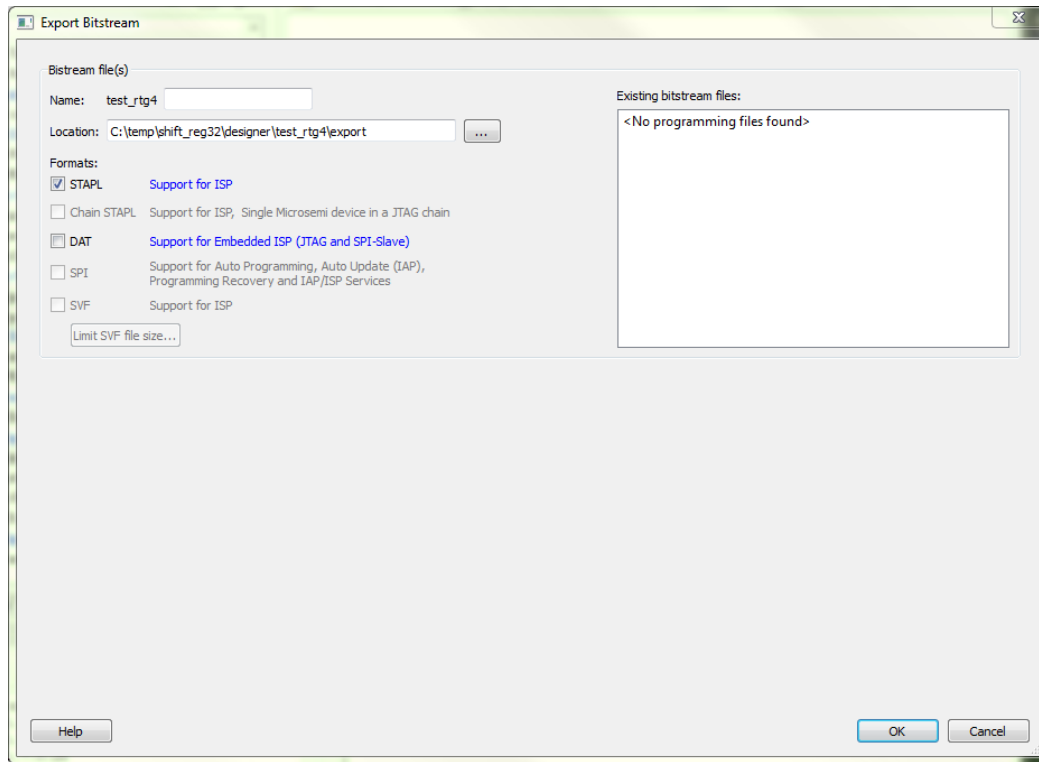 Export Bitstream
Bistream file(s)
Name: test_rtg4
Location: C:\temp\shift_reg32\designer\test_rtg4\export
...
Formats:
STAPL Support for ISP
Chain STAPL Support for ISP, Single Microsemi device in a JTAG chain
DAT Support for Embedded ISP (JTAG and SPI-Slave)
SPI Support for Auto Programming, Auto Update (IAP),
Programming Recovery and IAP/ISP Services
SVF Support for ISP
Limit SVF file size...
Existing bitstream files:
<No programming files found>
Help
OK
Cancel